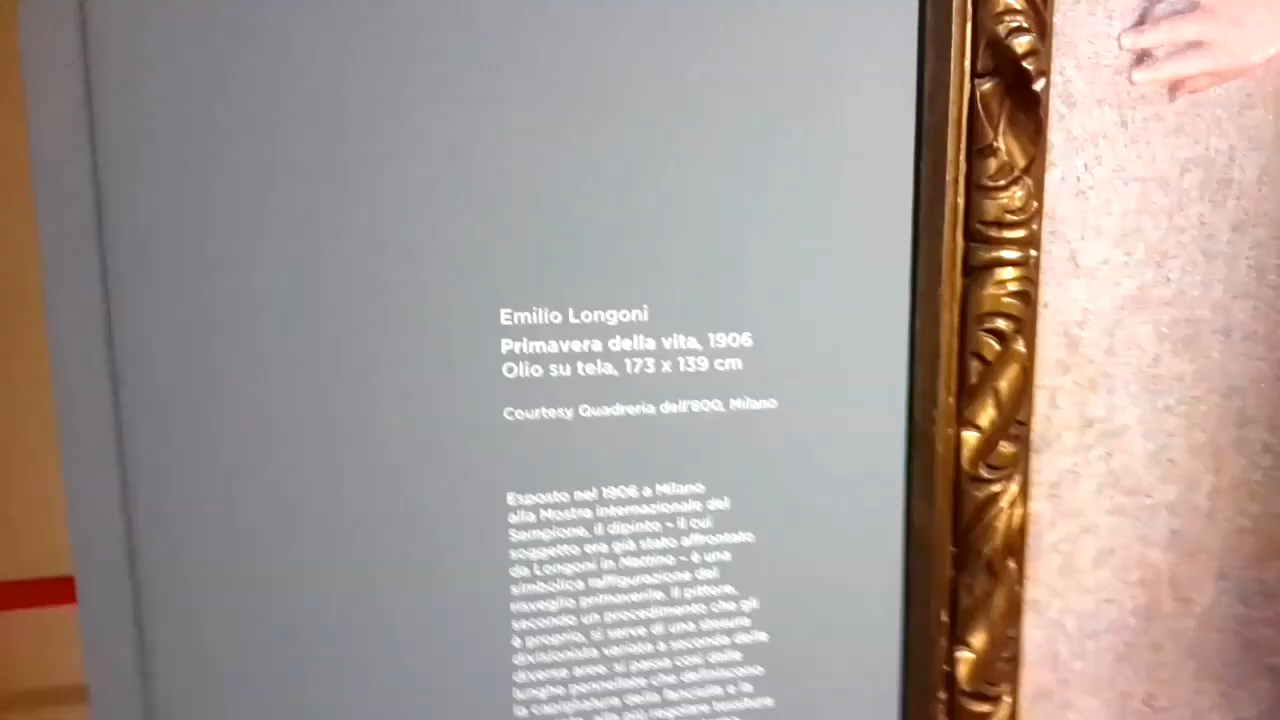 Emilio Longoni
Primavera della vita, 1906
Olio su tela, 173 x 139 cm
Courtesy Quadreria dell'800, Milano
Esposto nel 1906 a Milano
alla Mostra internazionale del
Sempione, il dipinto – il cui
soggetto era già stato affrontato
da Longoni in Mattino – è una
simbolica raffigurazione del
risveglio primaverile. Il pittore,
secondo un procedimento che gli
è proprio, si serve di una stesura
divisionista variata a seconda delle
diverse aree: si passa così dalle
lunghe pennellate che definiscono
la capigliatura della fanciulla e la
alla più regolare tessitura